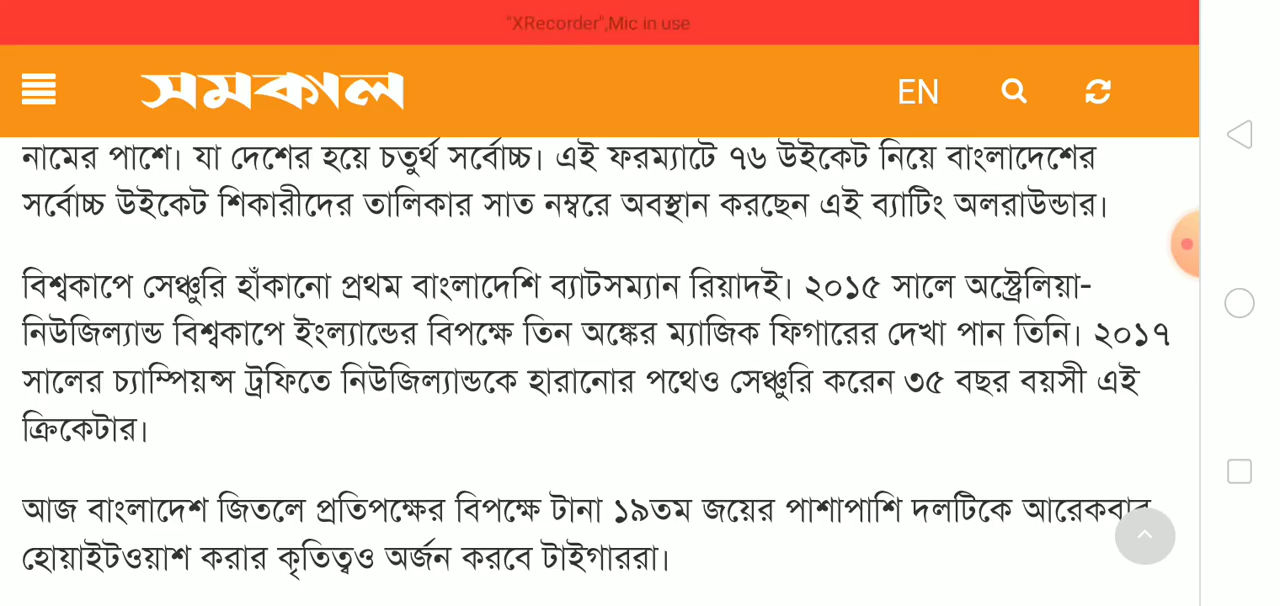 "XRecorder",Mic in use
সমকাল
EN
নামের পাশে। যা দেশের হয়ে চতুর্থ সর্বোচ্চ। এই ফরম্যাটে ৭৬ উইকেট নিয়ে বাংলাদেশের
সর্বোচ্চ উইকেট শিকারীদের তালিকার সাত নম্বরে অবস্থান করছেন এই ব্যাটিং অলরাউন্ডার।
বিশ্বকাপে সেঞ্চুরি হাঁকানো প্রথম বাংলাদেশি ব্যাটসম্যান রিয়াদই। ২০১৫ সালে অস্ট্রেলিয়া-
নিউজিল্যান্ড বিশ্বকাপে ইংল্যান্ডের বিপক্ষে তিন অঙ্কের ম্যাজিক ফিগারের দেখা পান তিনি। ২০১৭
সালের চ্যাম্পিয়ন্স ট্রফিতে নিউজিল্যান্ডকে হারানোর পথেও সেঞ্চুরি করেন ৩৫ বছর বয়সী এই
ক্রিকেটার।
আজ বাংলাদেশ জিতলে প্রতিপক্ষের বিপক্ষে টানা ১৯তম জয়ের পাশাপাশি দলটিকে আরেকবার
হোয়াইটওয়াশ করার কৃতিত্বও অর্জন করবে টাইগাররা।